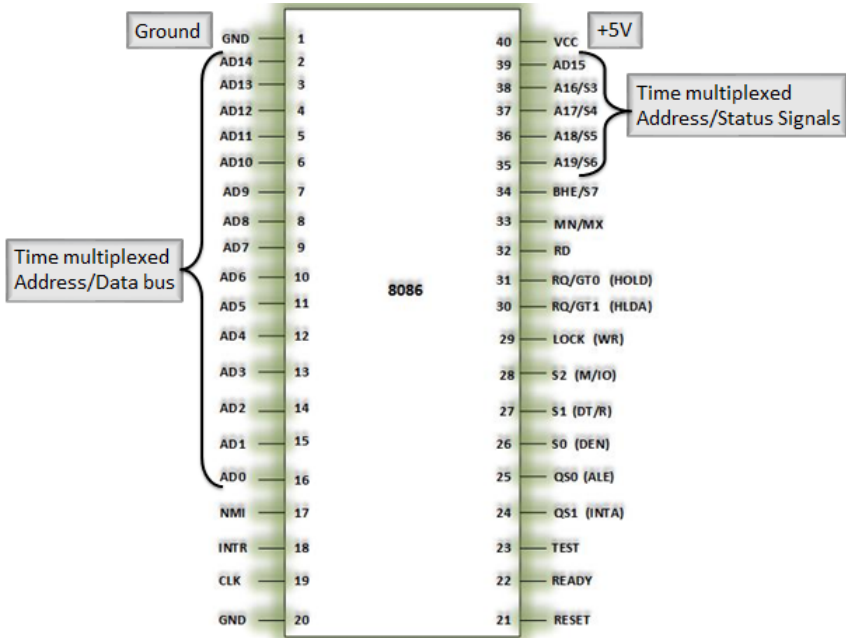 Ground
GND 1
AD14 2
AD13 3
AD12 4
AD11 5
AD10 6
AD9 7
AD8 8
AD7 9
AD6 10
AD5 11
AD4 12
AD3 13
AD2 14
AD1 15
AD0 16
NMI 17
INTR 18
CLK 19
GND 20
Time multiplexed
Address/Data bus
8086
40 VCC
39 AD15
38 A16/S3
37 A17/S4
36 A18/S5
35 A19/S6
34 BHE/S7
33 MN/MX
32 RD
31 RQ/GT0 (HOLD)
30 RQ/GT1 (HLDA)
29 LOCK (WR)
28 S2 (M/IO)
27 S1 (DT/R)
26 S0 (DEN)
25 QS0 (ALE)
24 QS1 (INTA)
23 TEST
22 READY
21 RESET
+5V
Time multiplexed
Address/Status Signals